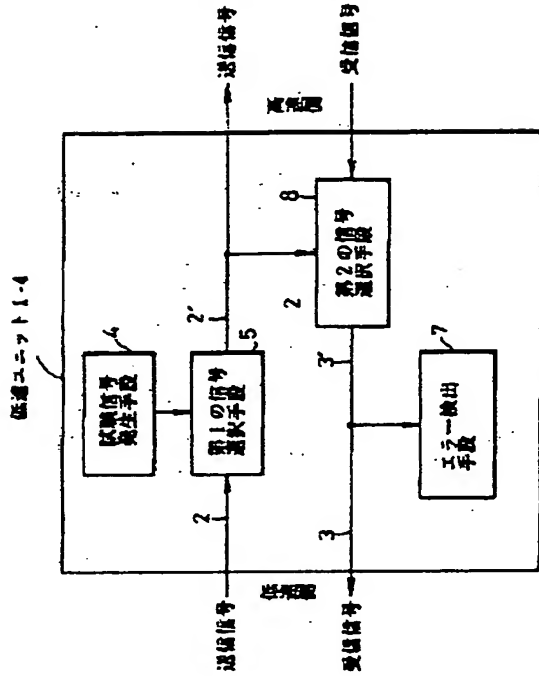 低速ユニット1-4
試験信号
発生手段
4
送信信号
2
第1の信号
選択手段
5
2'
送信信号
低速側
高速側
受信信号
3
3'
2
第2の信号
選択手段
8
受信信号
エラー検出
手段
7